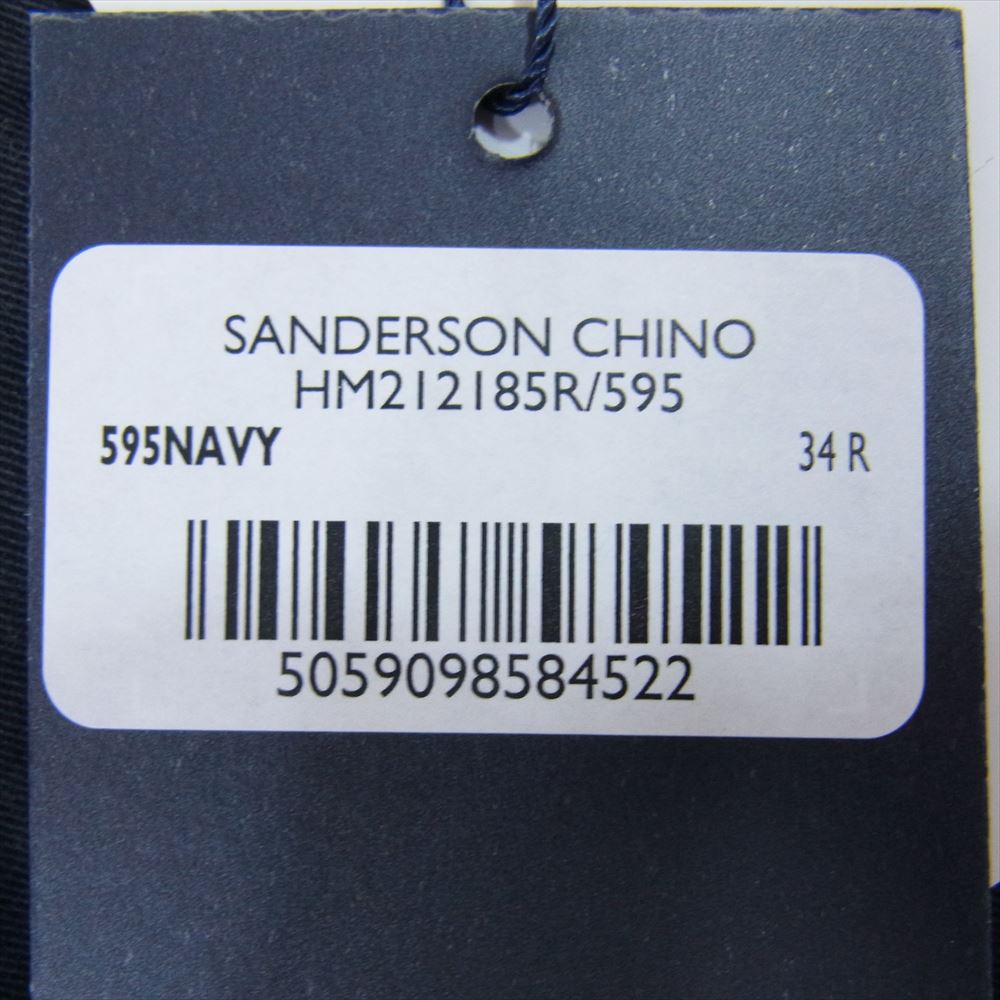 SANDERSON CHINO
HM212185R/595
595NAVY 34 R
5059098584522